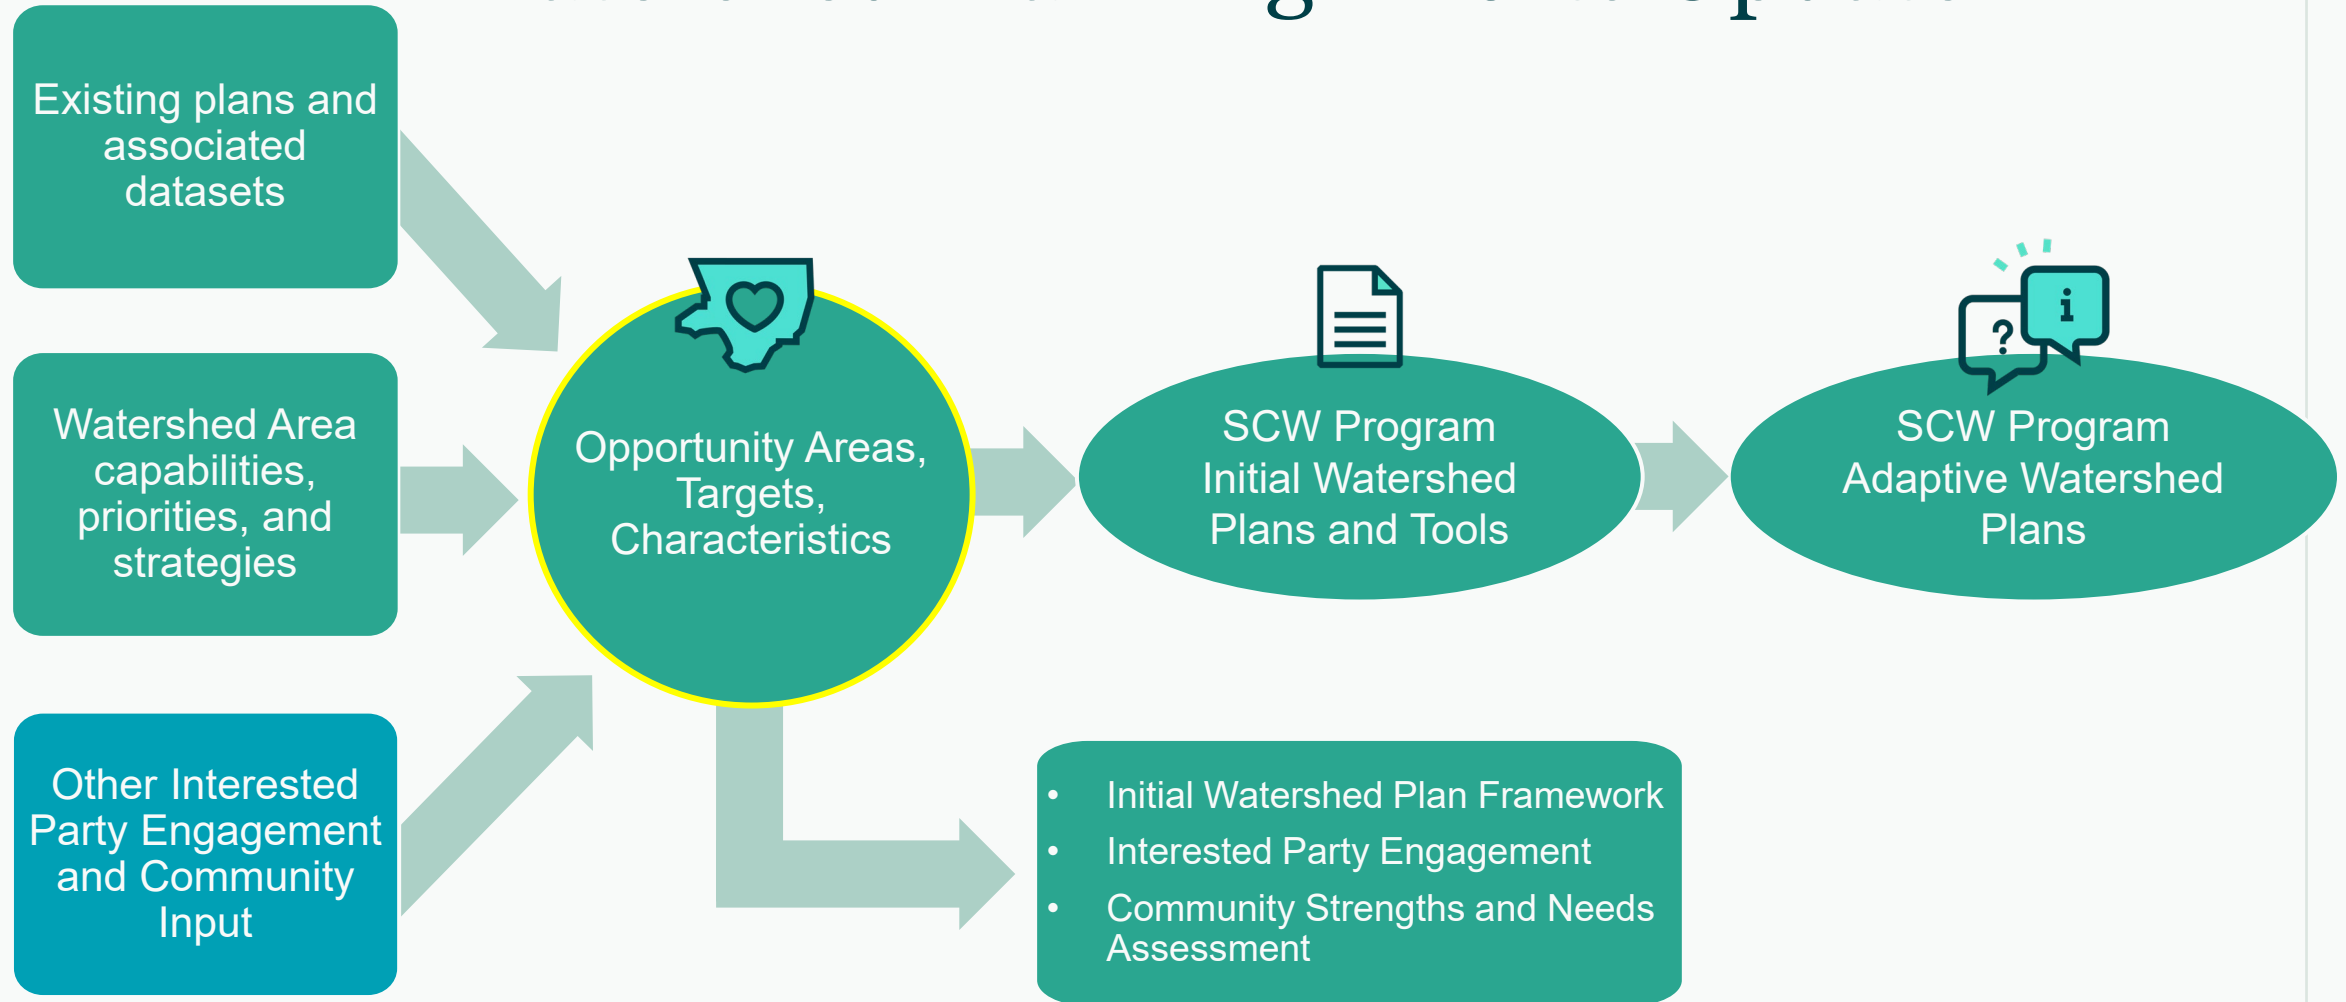 Existing plans and
associated
datasets
Watershed Area
capabilities,
priorities, and
strategies
Other Interested
Party Engagement
and Community
Input
Opportunity Areas,
Targets,
Characteristics
SCW Program
Initial Watershed
Plans and Tools
?
i
SCW Program
Adaptive Watershed
Plans
• Initial Watershed Plan Framework
• Interested Party Engagement
• Community Strengths and Needs
Assessment